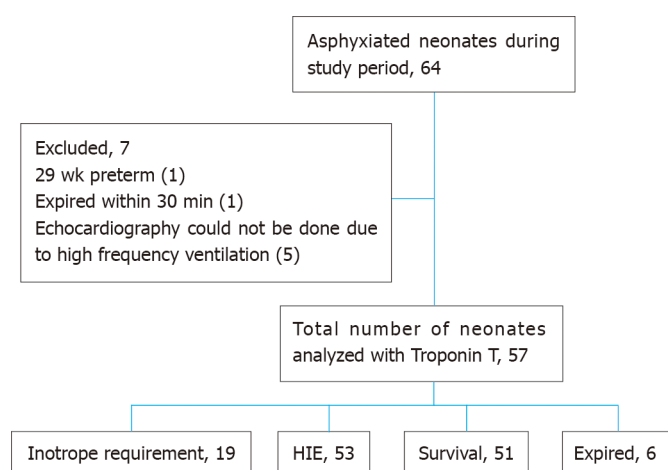 Asphyxiated neonates during
study period, 64
Excluded, 7
29 wk preterm (1)
Expired within 30 min (1)
Echocardiography could not be done due
to high frequency ventilation (5)
Total number of neonates
analyzed with Troponin T, 57
Inotrope requirement, 19
HIE, 53
Survival, 51
Expired, 6